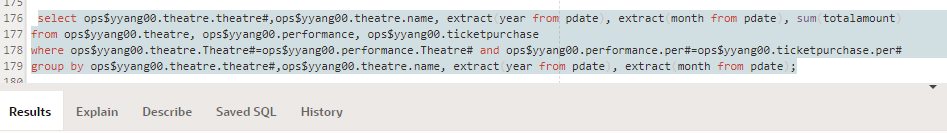 175
176 select ops$yyang00.theatre.theatre#,ops$yyang00.theatre.name, extract(year from pdate), extract(month from pdate), sum(totalamount)
177 from ops$yyang00.theatre, ops$yyang00.performance, ops$yyang00.ticketpurchase
178 where ops$yyang00.theatre.Theatre#=ops$yyang00.performance.Theatre# and ops$yyang00.performance.per#=ops$yyang00.ticketpurchase.per#
179 group by ops$yyang00.theatre.theatre#,ops$yyang00.theatre.name, extract(year from pdate), extract(month from pdate);
180
Results Explain Describe Saved SQL History